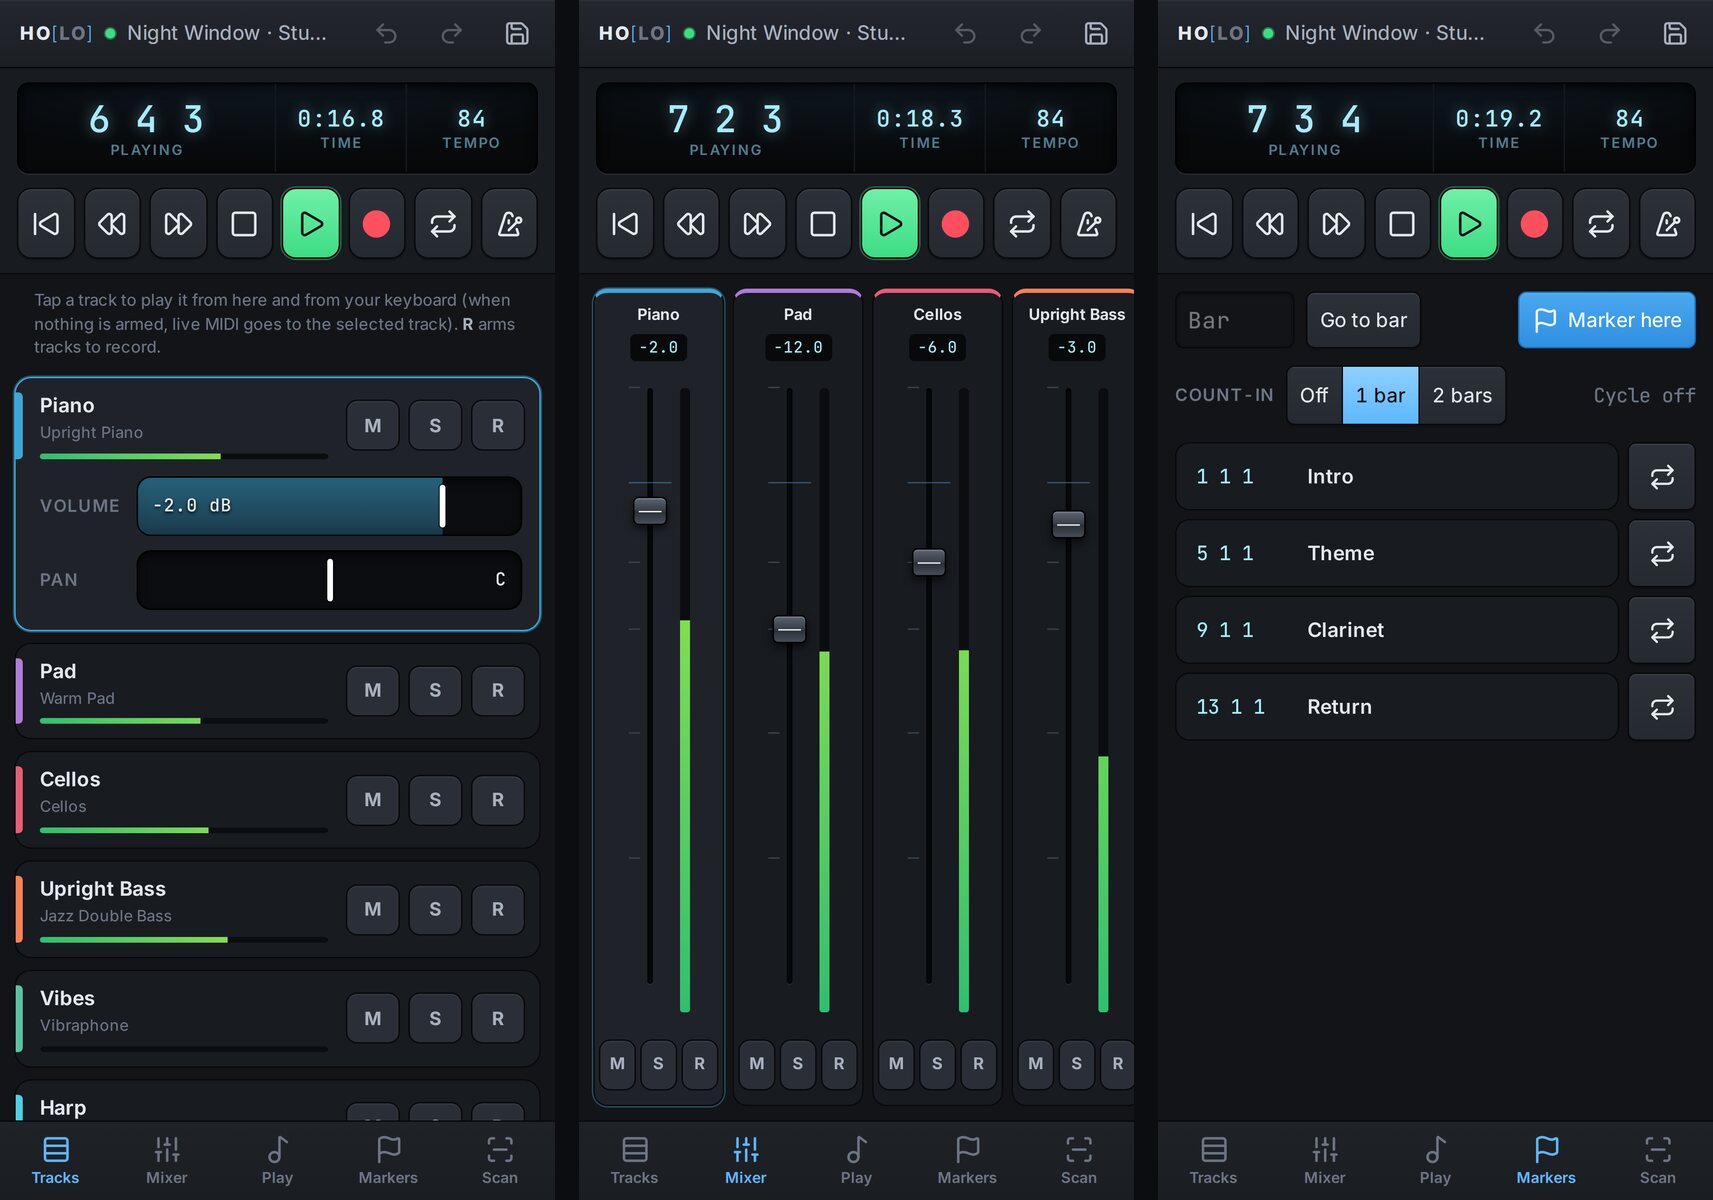 HO[LO] Night Window · Stu...
6 4 3
PLAYING
0:16.8
TIME
84
TEMPO
Tap a track to play it from here and from your keyboard (when
nothing is armed, live MIDI goes to the selected track). R arms
tracks to record.
Piano
Upright Piano
M S R
VOLUME -2.0 dB
PAN C
Pad
Warm Pad
M S R
Cellos
Cellos
M S R
Upright Bass
Jazz Double Bass
M S R
Vibes
Vibraphone
M S R
Harp
Tracks Mixer Play Markers Scan
HO[LO] Night Window · Stu...
7 2 3
PLAYING
0:18.3
TIME
84
TEMPO
Piano Pad Cellos Upright Bass
-2.0 -12.0 -6.0 -3.0
M S R M S R M S R M S R
Tracks Mixer Play Markers Scan
HO[LO] Night Window · Stu...
7 3 4
PLAYING
0:19.2
TIME
84
TEMPO
Bar Go to bar Marker here
COUNT-IN Off 1 bar 2 bars Cycle off
1 1 1 Intro
5 1 1 Theme
9 1 1 Clarinet
13 1 1 Return
Tracks Mixer Play Markers Scan